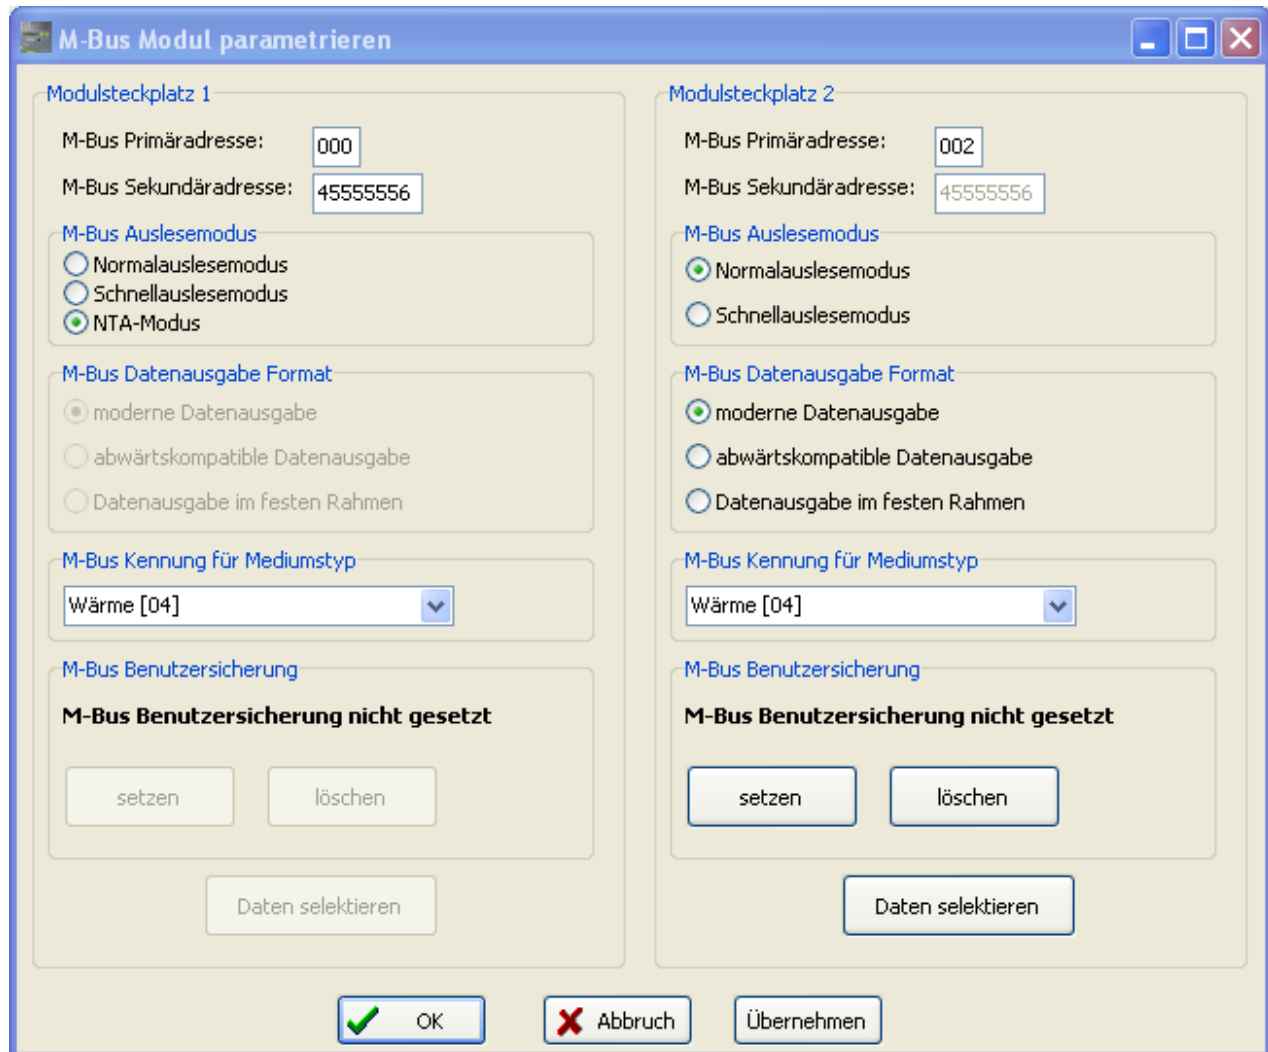 M-Bus Modul parametrieren
Modulsteckplatz 1
M-Bus Primäradresse:
000
M-Bus Sekundäradresse:
45555556
M-Bus Auslesemodus
Normalauslesemodus
Schnellauslesemodus
NTA-Modus
M-Bus Datenausgabe Format
moderne Datenausgabe
abwärtskompatible Datenausgabe
Datenausgabe im festen Rahmen
M-Bus Kennung für Mediumstyp
Wärme [04]
M-Bus Benutzersicherung
M-Bus Benutzersicherung nicht gesetzt
setzen
löschen
Daten selektieren
Modulsteckplatz 2
M-Bus Primäradresse:
002
M-Bus Sekundäradresse:
45555556
M-Bus Auslesemodus
Normalauslesemodus
Schnellauslesemodus
M-Bus Datenausgabe Format
moderne Datenausgabe
abwärtskompatible Datenausgabe
Datenausgabe im festen Rahmen
M-Bus Kennung für Mediumstyp
Wärme [04]
M-Bus Benutzersicherung
M-Bus Benutzersicherung nicht gesetzt
setzen
löschen
Daten selektieren
OK
Abbruch
Übernehmen